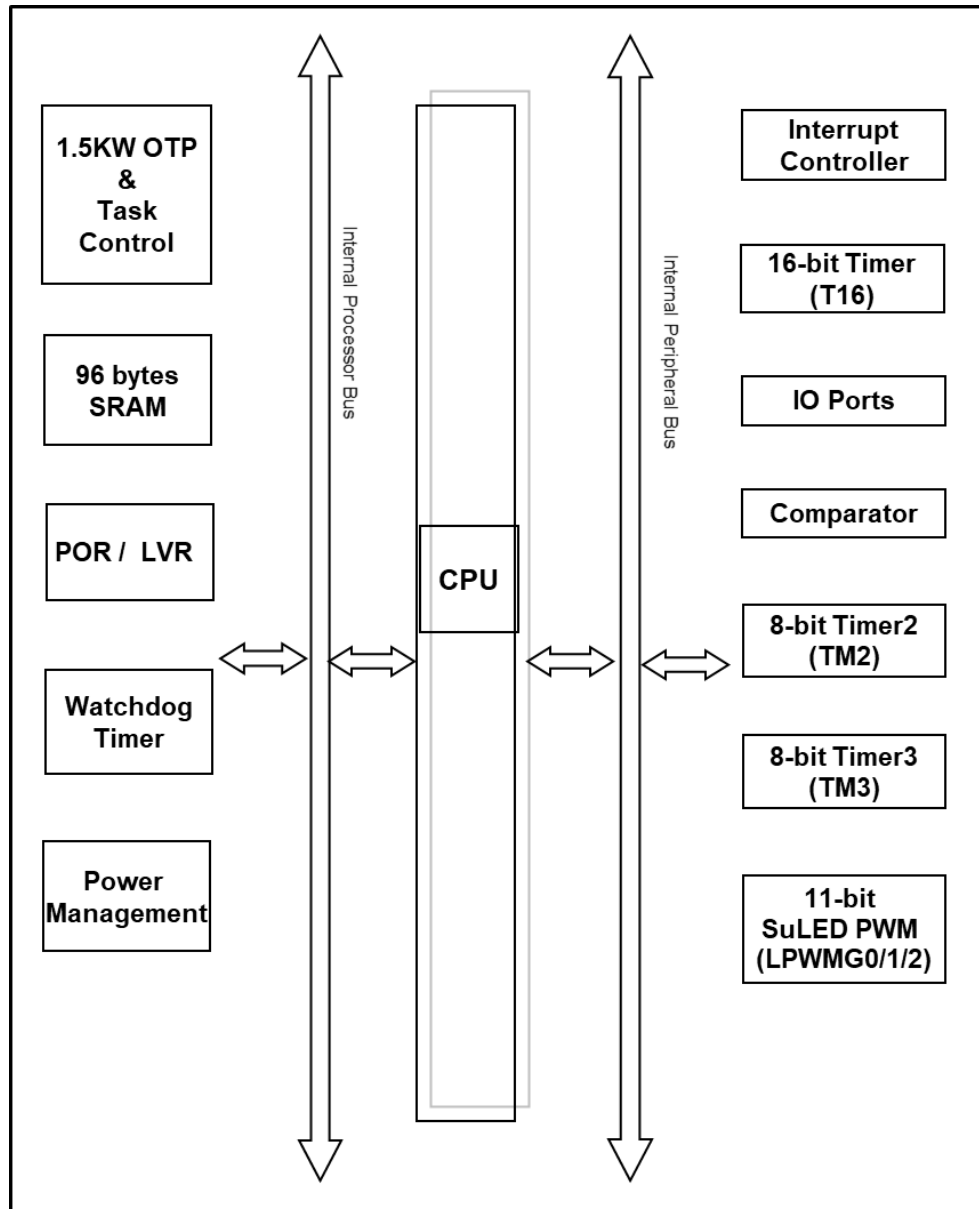 1.5KW OTP
&
Task
Control
96 bytes
SRAM
POR / LVR
Watchdog
Timer
Power
Management
Internal Processor Bus
CPU
Internal Peripheral Bus
Interrupt
Controller
16-bit Timer
(T16)
IO Ports
Comparator
8-bit Timer2
(TM2)
8-bit Timer3
(TM3)
11-bit
SuLED PWM
(LPWMG0/1/2)